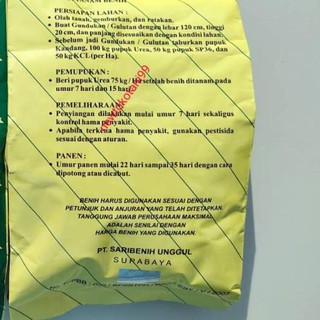 PERSIAPAN LAHAN :
• Olah tanah, gemburkan, dan ratakan.
• Buat Gundukan / Gulutan dengan lebar 120 cm, tinggi
20 cm, dan panjang disesuaikan dengan kondisi lahan.
• Sebelum jadi Gundukan / Gulutan taburkan pupuk
Kandang, 100 kg pupuk Urea, 50 kg pupuk SP36, dan
50 kg KCL (per Ha).
PEMUPUKAN :
• Beri pupuk Urea 75 kg / Ha setelah benih ditanam pada
umur 7 hari dan 15 hari.
PEMELIHARAAN :
• Penyiangan dilakukan mulai umur 7 hari sekaligus
kontrol hama penyakit.
• Apabila terkena hama penyakit, gunakan pestisida
sesuai dengan aturan.
PANEN :
• Umur panen mulai 22 hari sampai 35 hari dengan cara
dipotong atau dicabut.
BENIH HARUS DIGUNAKAN SESUAI DENGAN
PETUNJUK DAN ANJURAN YANG TELAH DITETAPKAN.
TANGGUNG JAWAB PERUSAHAAN MAKSIMAL
ADALAH SENILAI DENGAN
HARGA BENIH YANG DIGUNAKAN.
PT. SARIBENIH UNGGUL
SURABAYA